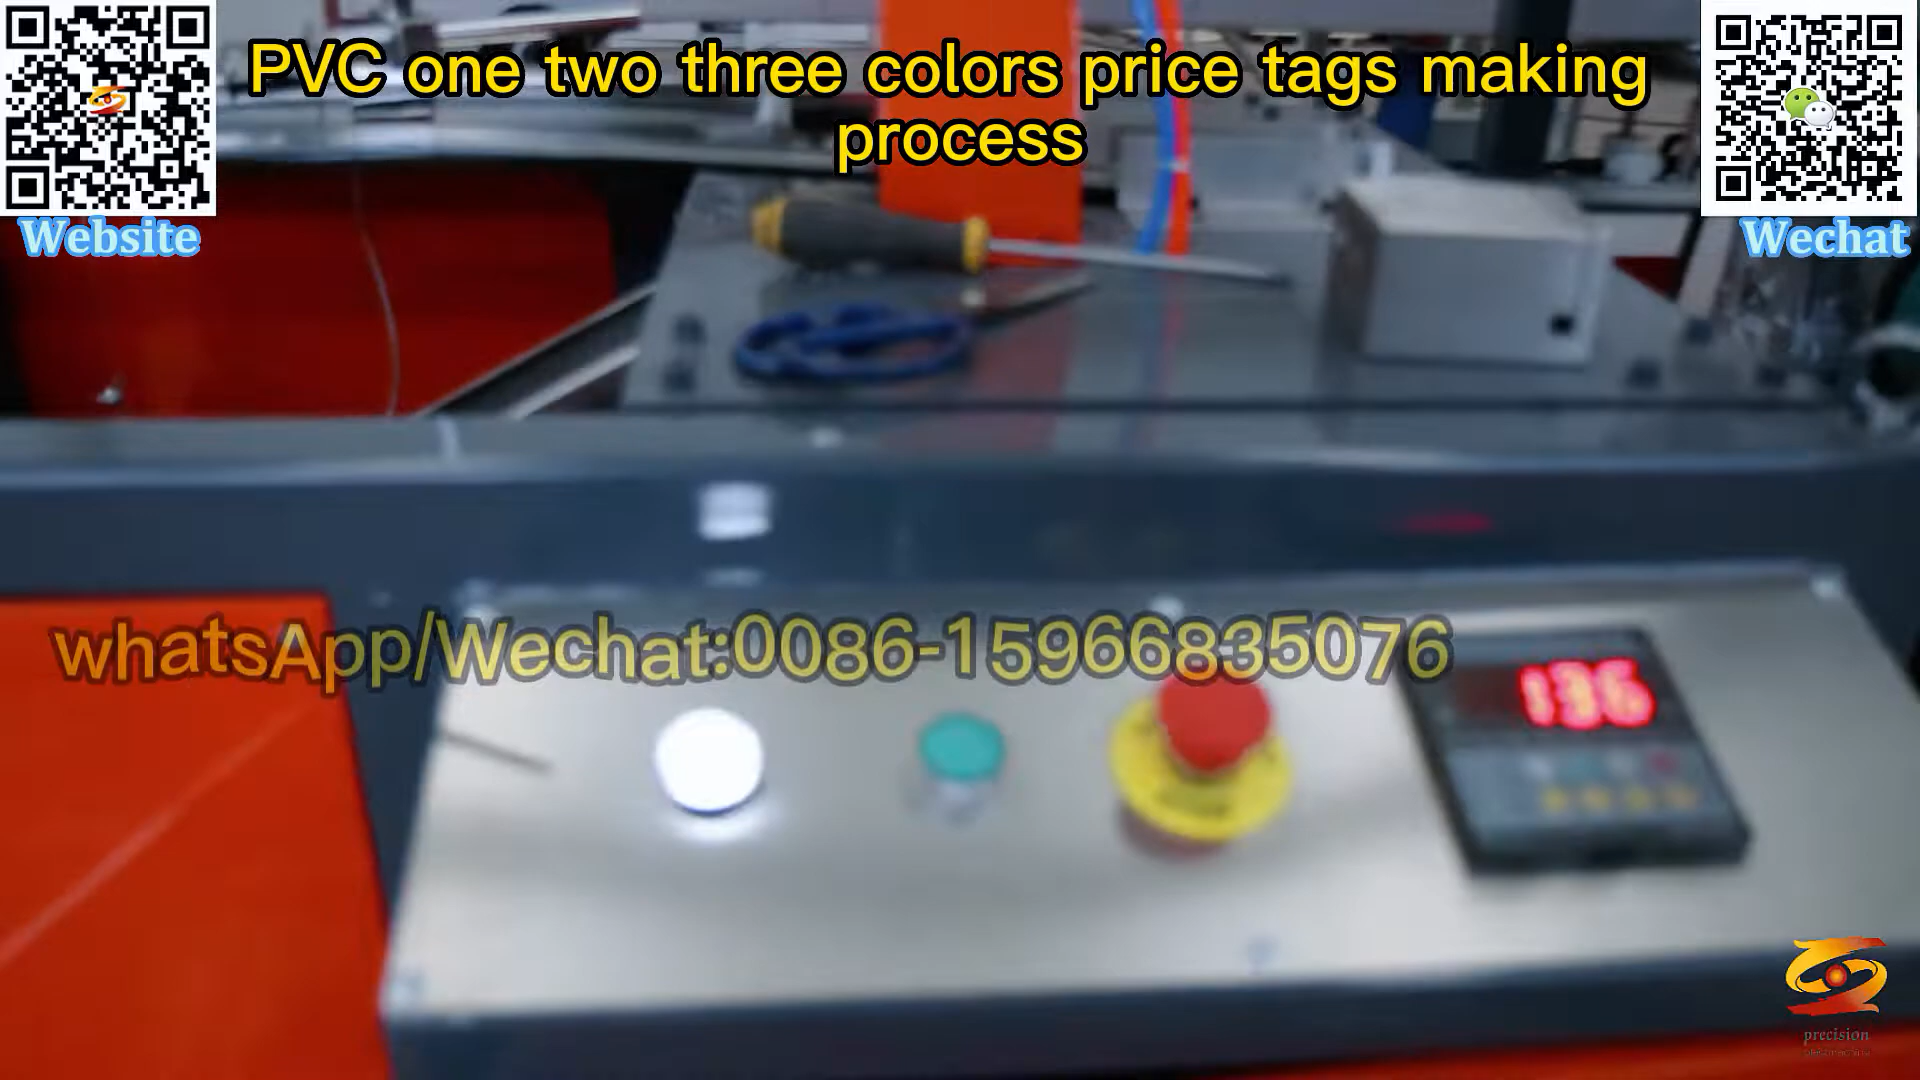 PVC one two three colors price tags making
process
Website
Wechat
whatsApp/Wechat:0086-15966835076
136
precision